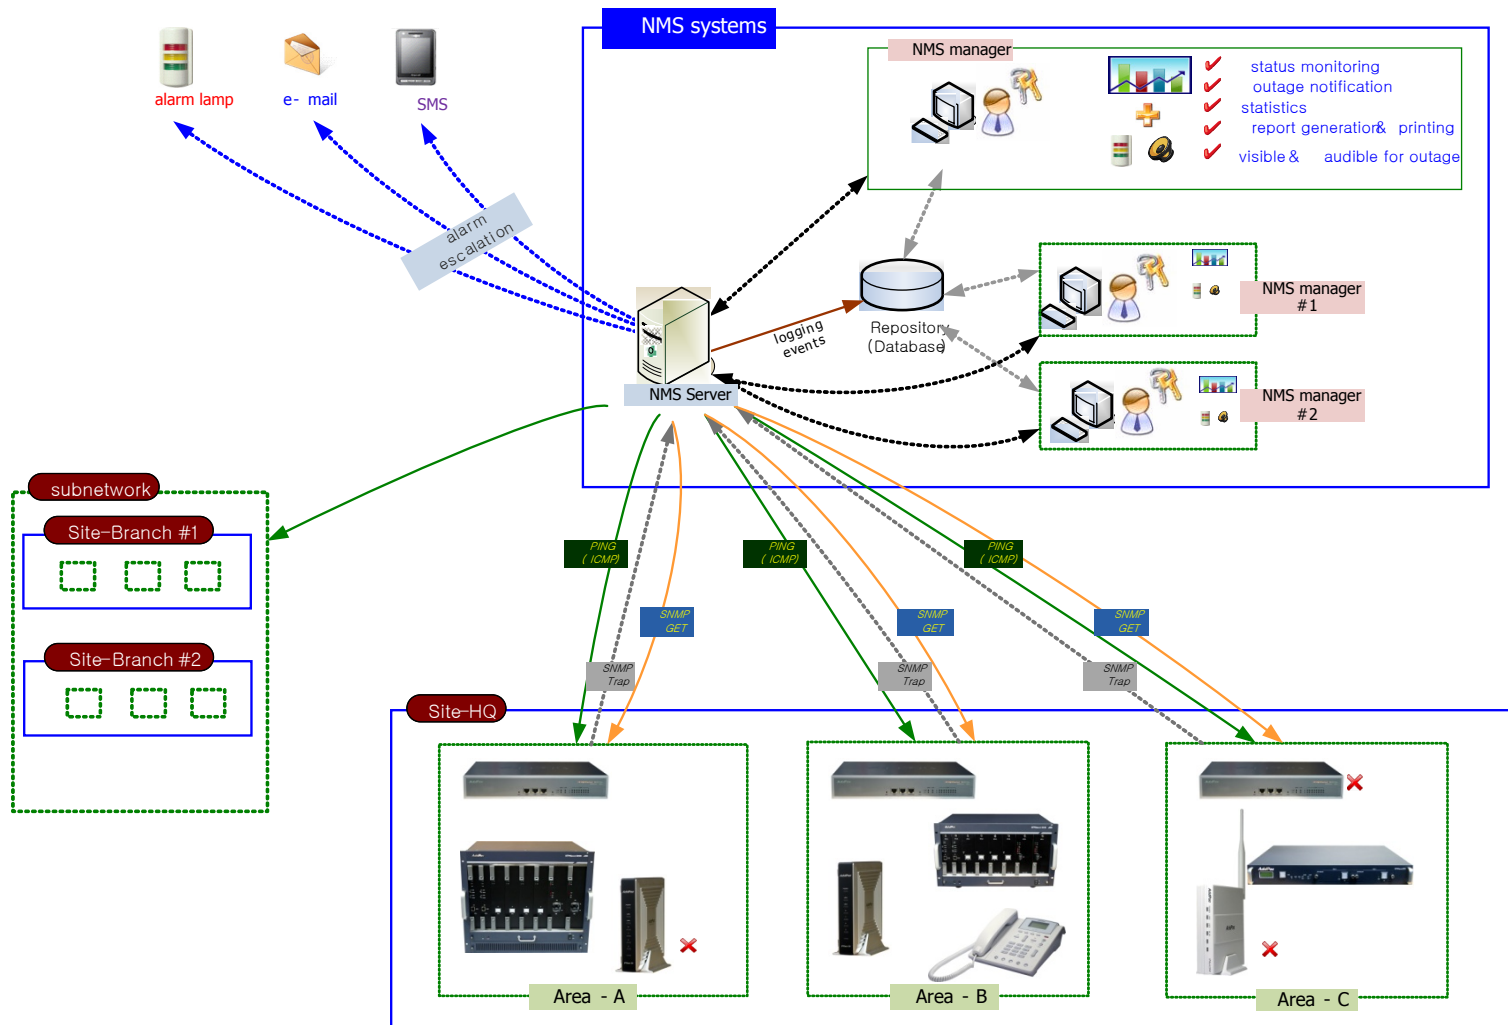 NMS systems
NMS manager
status monitoring
outage notification
statistics
report generation& printing
visible & audible for outage
alarm lamp
e- mail
SMS
alarm
escalation
NMS manager
#1
Repository
(Database)
logging
events
NMS Server
NMS manager
#2
subnetwork
Site-Branch #1
Site-Branch #2
PING
( ICMP)
PING
( ICMP)
PING
( ICMP)
SNMP
GET
SNMP
GET
SNMP
GET
SNMP
Trap
SNMP
Trap
SNMP
Trap
Site-HQ
Area - A
Area - B
Area - C